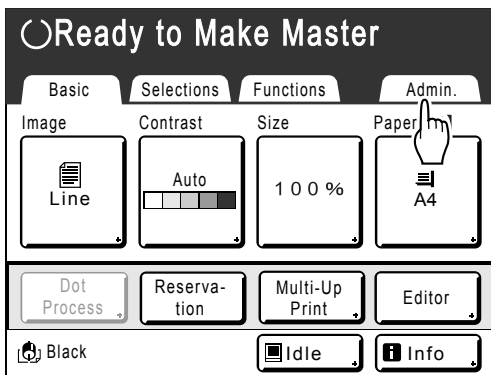 Ready to Make Master
Basic Selections Functions Admin.
Image Contrast Size Paper
Line Auto 100% A4
Dot Process
Reserva-
tion
Multi-Up
Print
Editor
Black Idle i Info